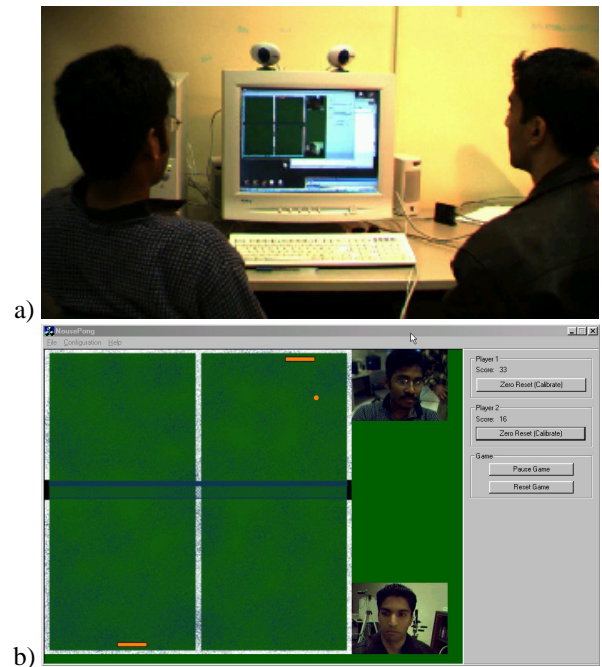 a)
NousePong
File Configuration Help
Player 1
Score: 33
Zero Reset (Calibrate)
Player 2
Score: 16
Zero Reset (Calibrate)
Game
Pause Game
Reset Game
b)